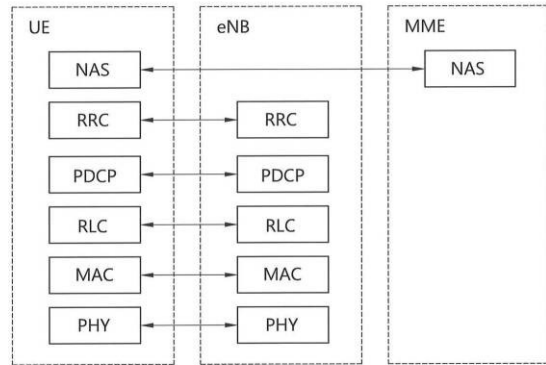 UE eNB MME
NAS NAS
RRC RRC
PDCP PDCP
RLC RLC
MAC MAC
PHY PHY